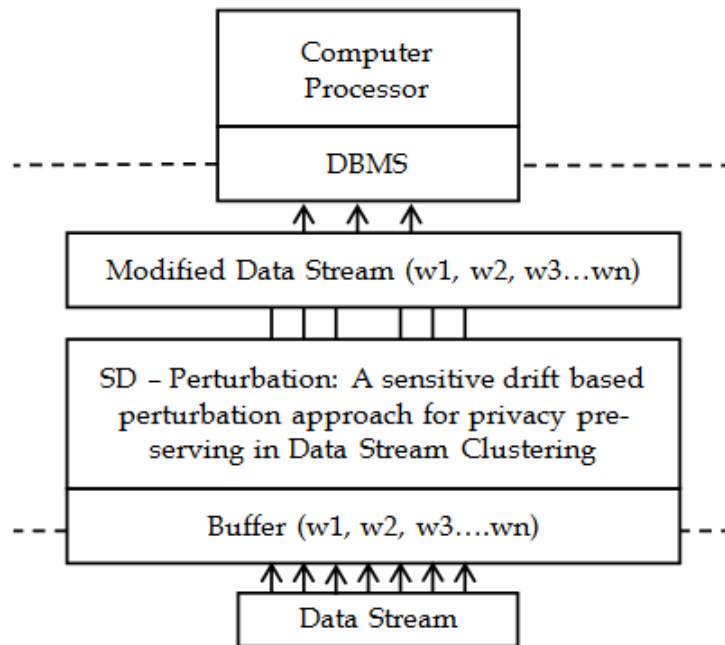 Computer
Processor
DBMS
Modified Data Stream (w1, w2, w3…wn)
SD – Perturbation: A sensitive drift based
perturbation approach for privacy pre-
serving in Data Stream Clustering
Buffer (w1, w2, w3….wn)
Data Stream